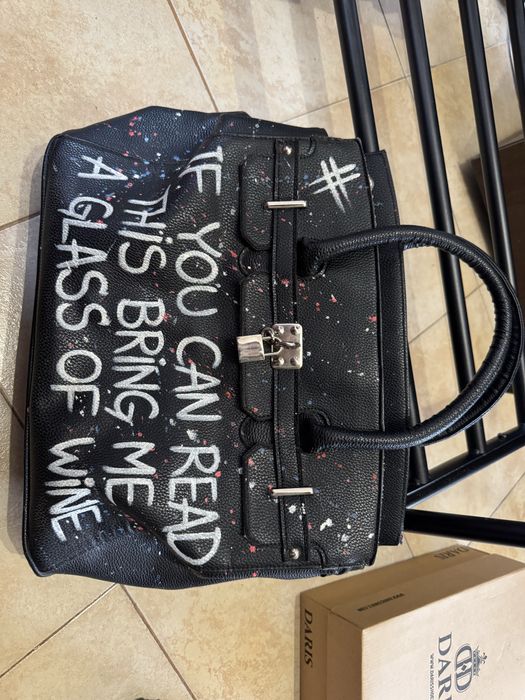 #
IF YOU CAN READ
THIS BRING ME
A GLASS OF WINE
DARIS
DARIS